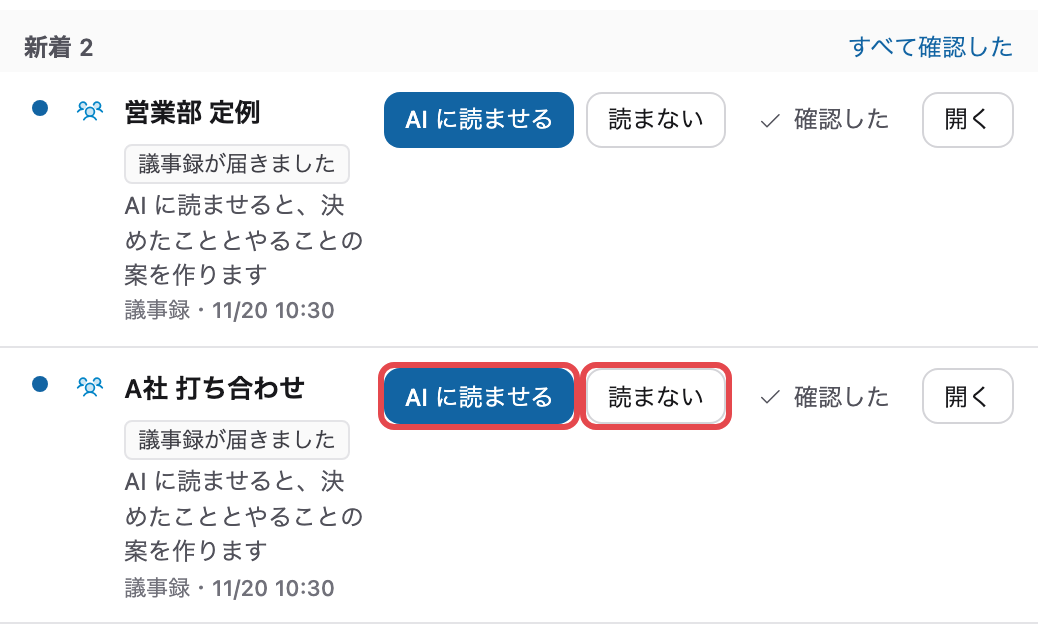 新着 2
すべて確認した
営業部 定例
AI に読ませる
読まない
確認した
開く
議事録が届きました
AI に読ませると、決
めたこととやることの
案を作ります
議事録・11/20 10:30
A社 打ち合わせ
AI に読ませる
読まない
確認した
開く
議事録が届きました
AI に読ませると、決
めたこととやることの
案を作ります
議事録・11/20 10:30